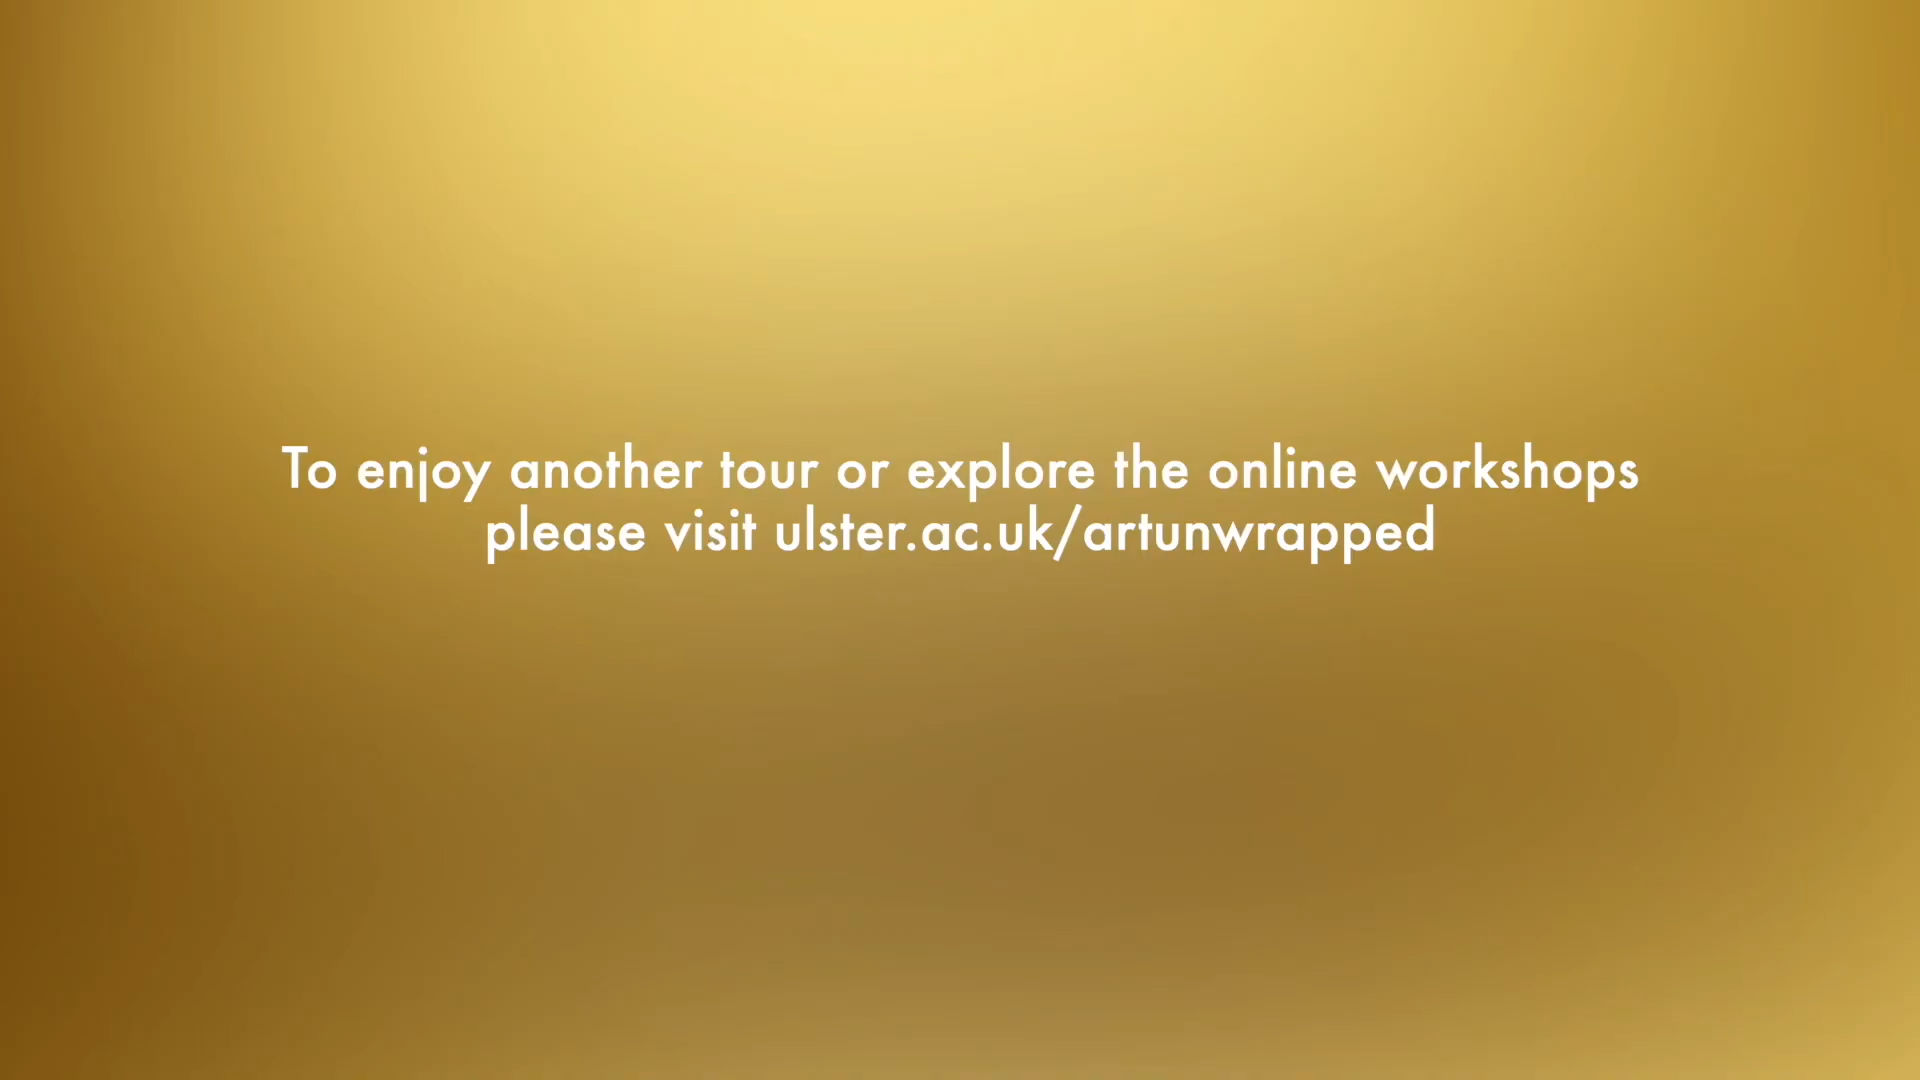 To enjoy another tour or explore the online workshops
please visit ulster.ac.uk/artunwrapped